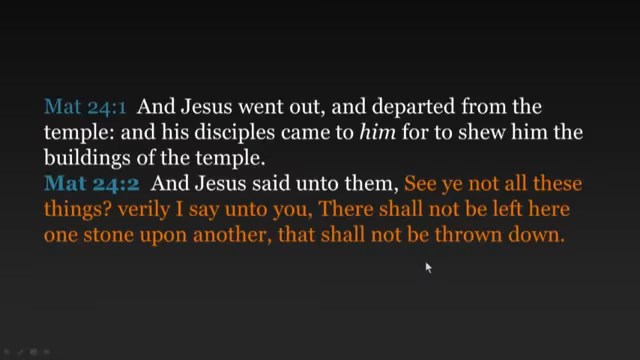 Mat 24:1  And Jesus went out, and departed from the
temple: and his disciples came to him for to shew him the
buildings of the temple.
Mat 24:2  And Jesus said unto them, See ye not all these
things? verily I say unto you, There shall not be left here
one stone upon another, that shall not be thrown down.